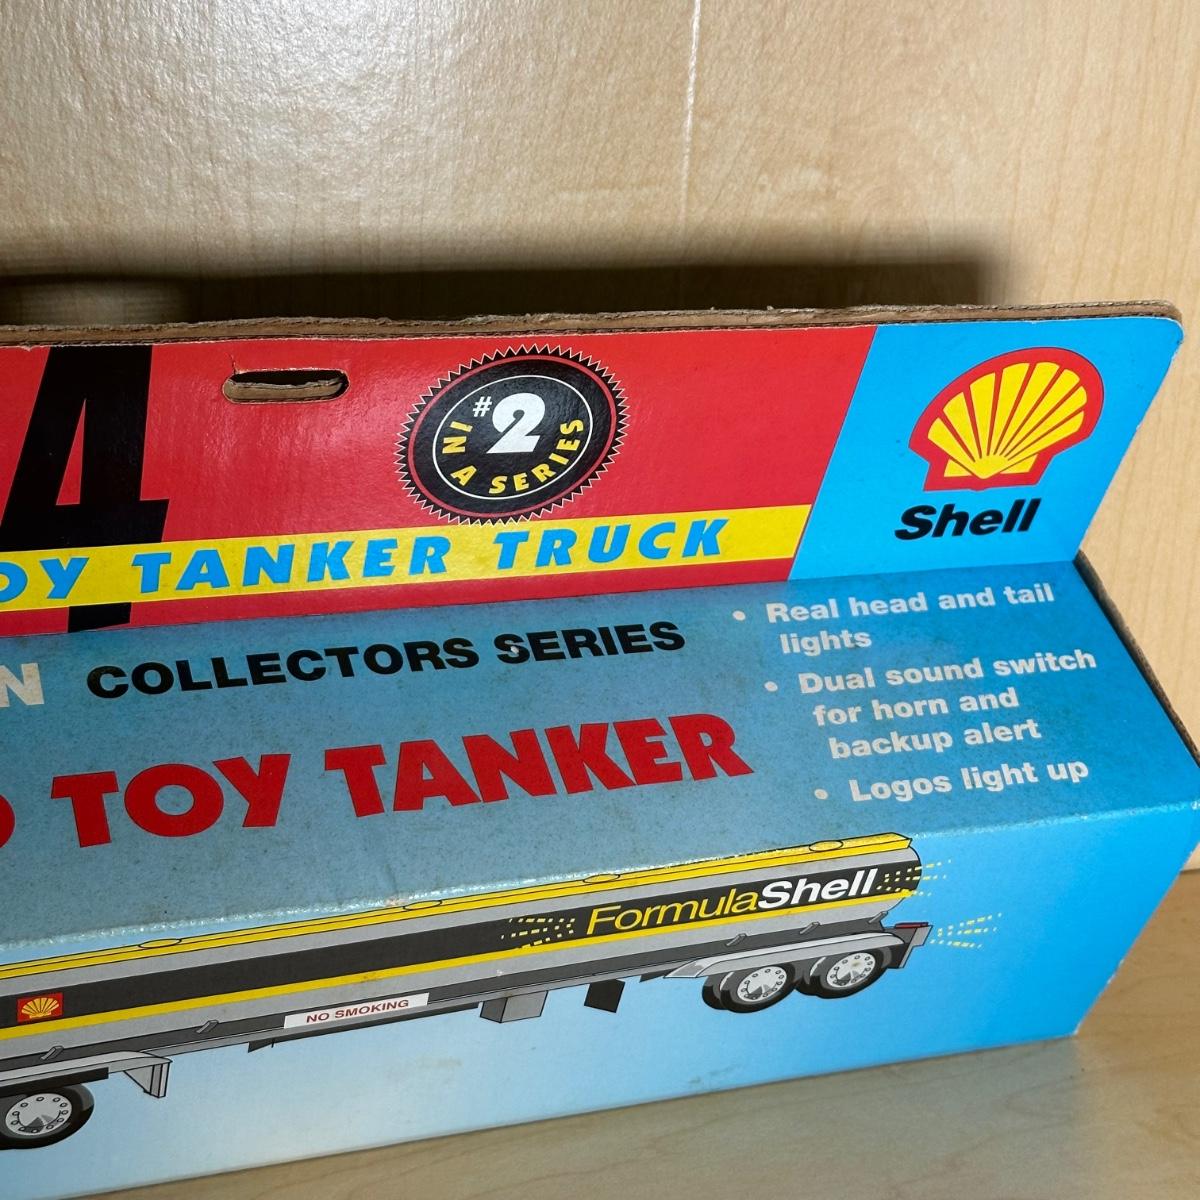 4
#2
IN A SERIES
OY TANKER TRUCK
Shell
N COLLECTORS SERIES
TOY TANKER
• Real head and tail
lights
• Dual sound switch
for horn and
backup alert
• Logos light up
FormulaShell
NO SMOKING